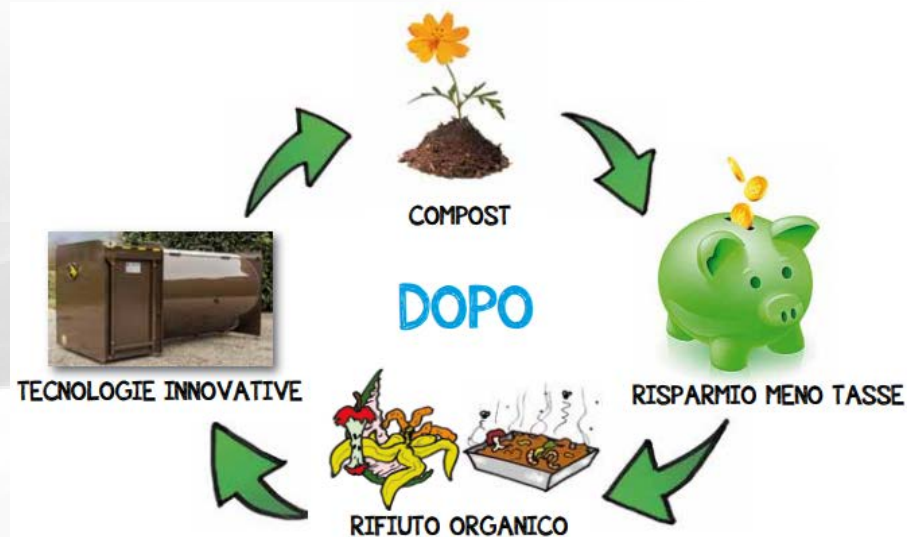 COMPOST
DOPO
TECNOLOGIE INNOVATIVE
RISPARMIO MENO TASSE
RIFIUTO ORGANICO